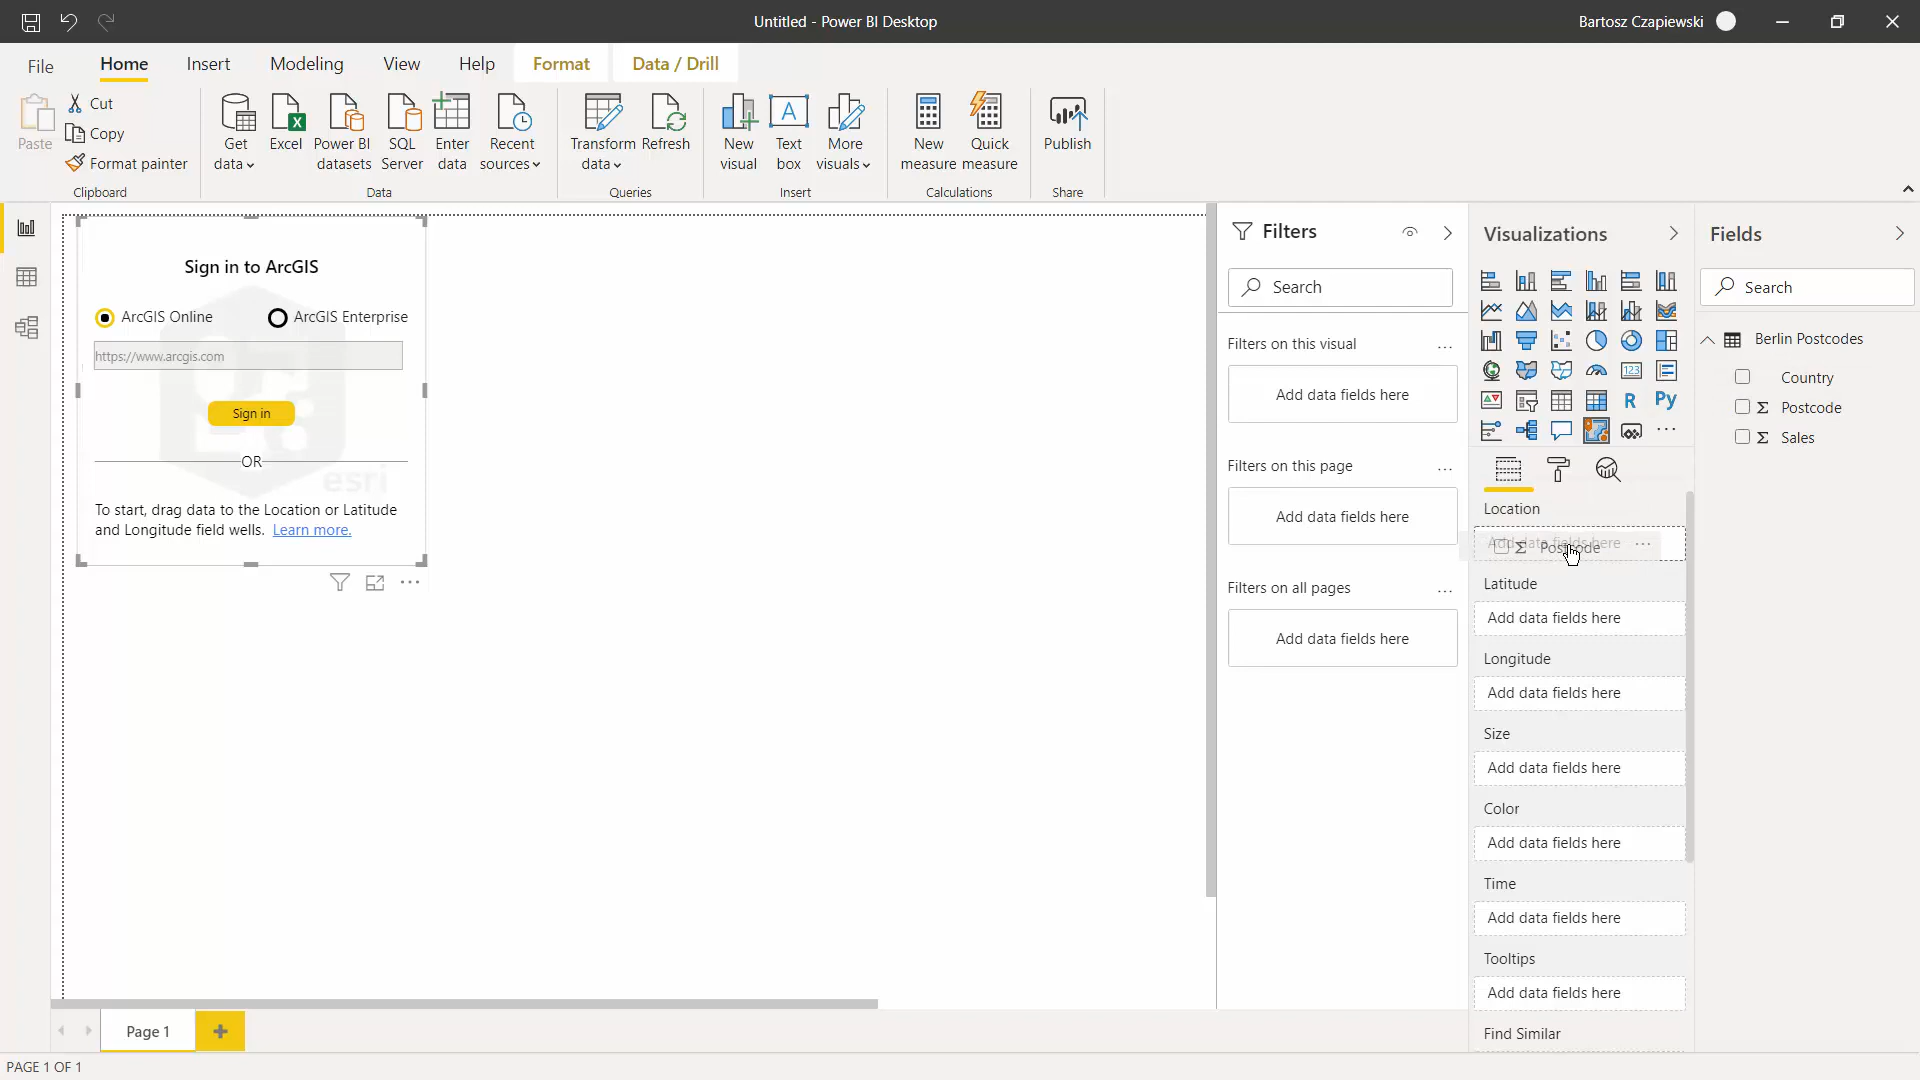 Untitled - Power BI Desktop
Bartosz Czapiewski
File
Home
Insert
Modeling
View
Help
Format
Data / Drill
Paste
Cut
Copy
Format painter
Clipboard
Get data
Excel
Power BI datasets
SQL Server
Enter data
Recent sources
Data
Transform data
Refresh
Queries
New visual
Text box
More visuals
Insert
New measure
Quick measure
Calculations
Publish
Share
Sign in to ArcGIS
ArcGIS Online
ArcGIS Enterprise
https://www.arcgis.com
Sign in
OR
esri
To start, drag data to the Location or Latitude
and Longitude field wells. Learn more.
Filters
Search
Filters on this visual
Add data fields here
Filters on this page
Add data fields here
Filters on all pages
Add data fields here
Visualizations
123
R
Py
Location
Add data fields here
Postcode
Latitude
Add data fields here
Longitude
Add data fields here
Size
Add data fields here
Color
Add data fields here
Time
Add data fields here
Tooltips
Add data fields here
Find Similar
Fields
Search
Berlin Postcodes
Country
Σ Postcode
Σ Sales
Page 1
PAGE 1 OF 1